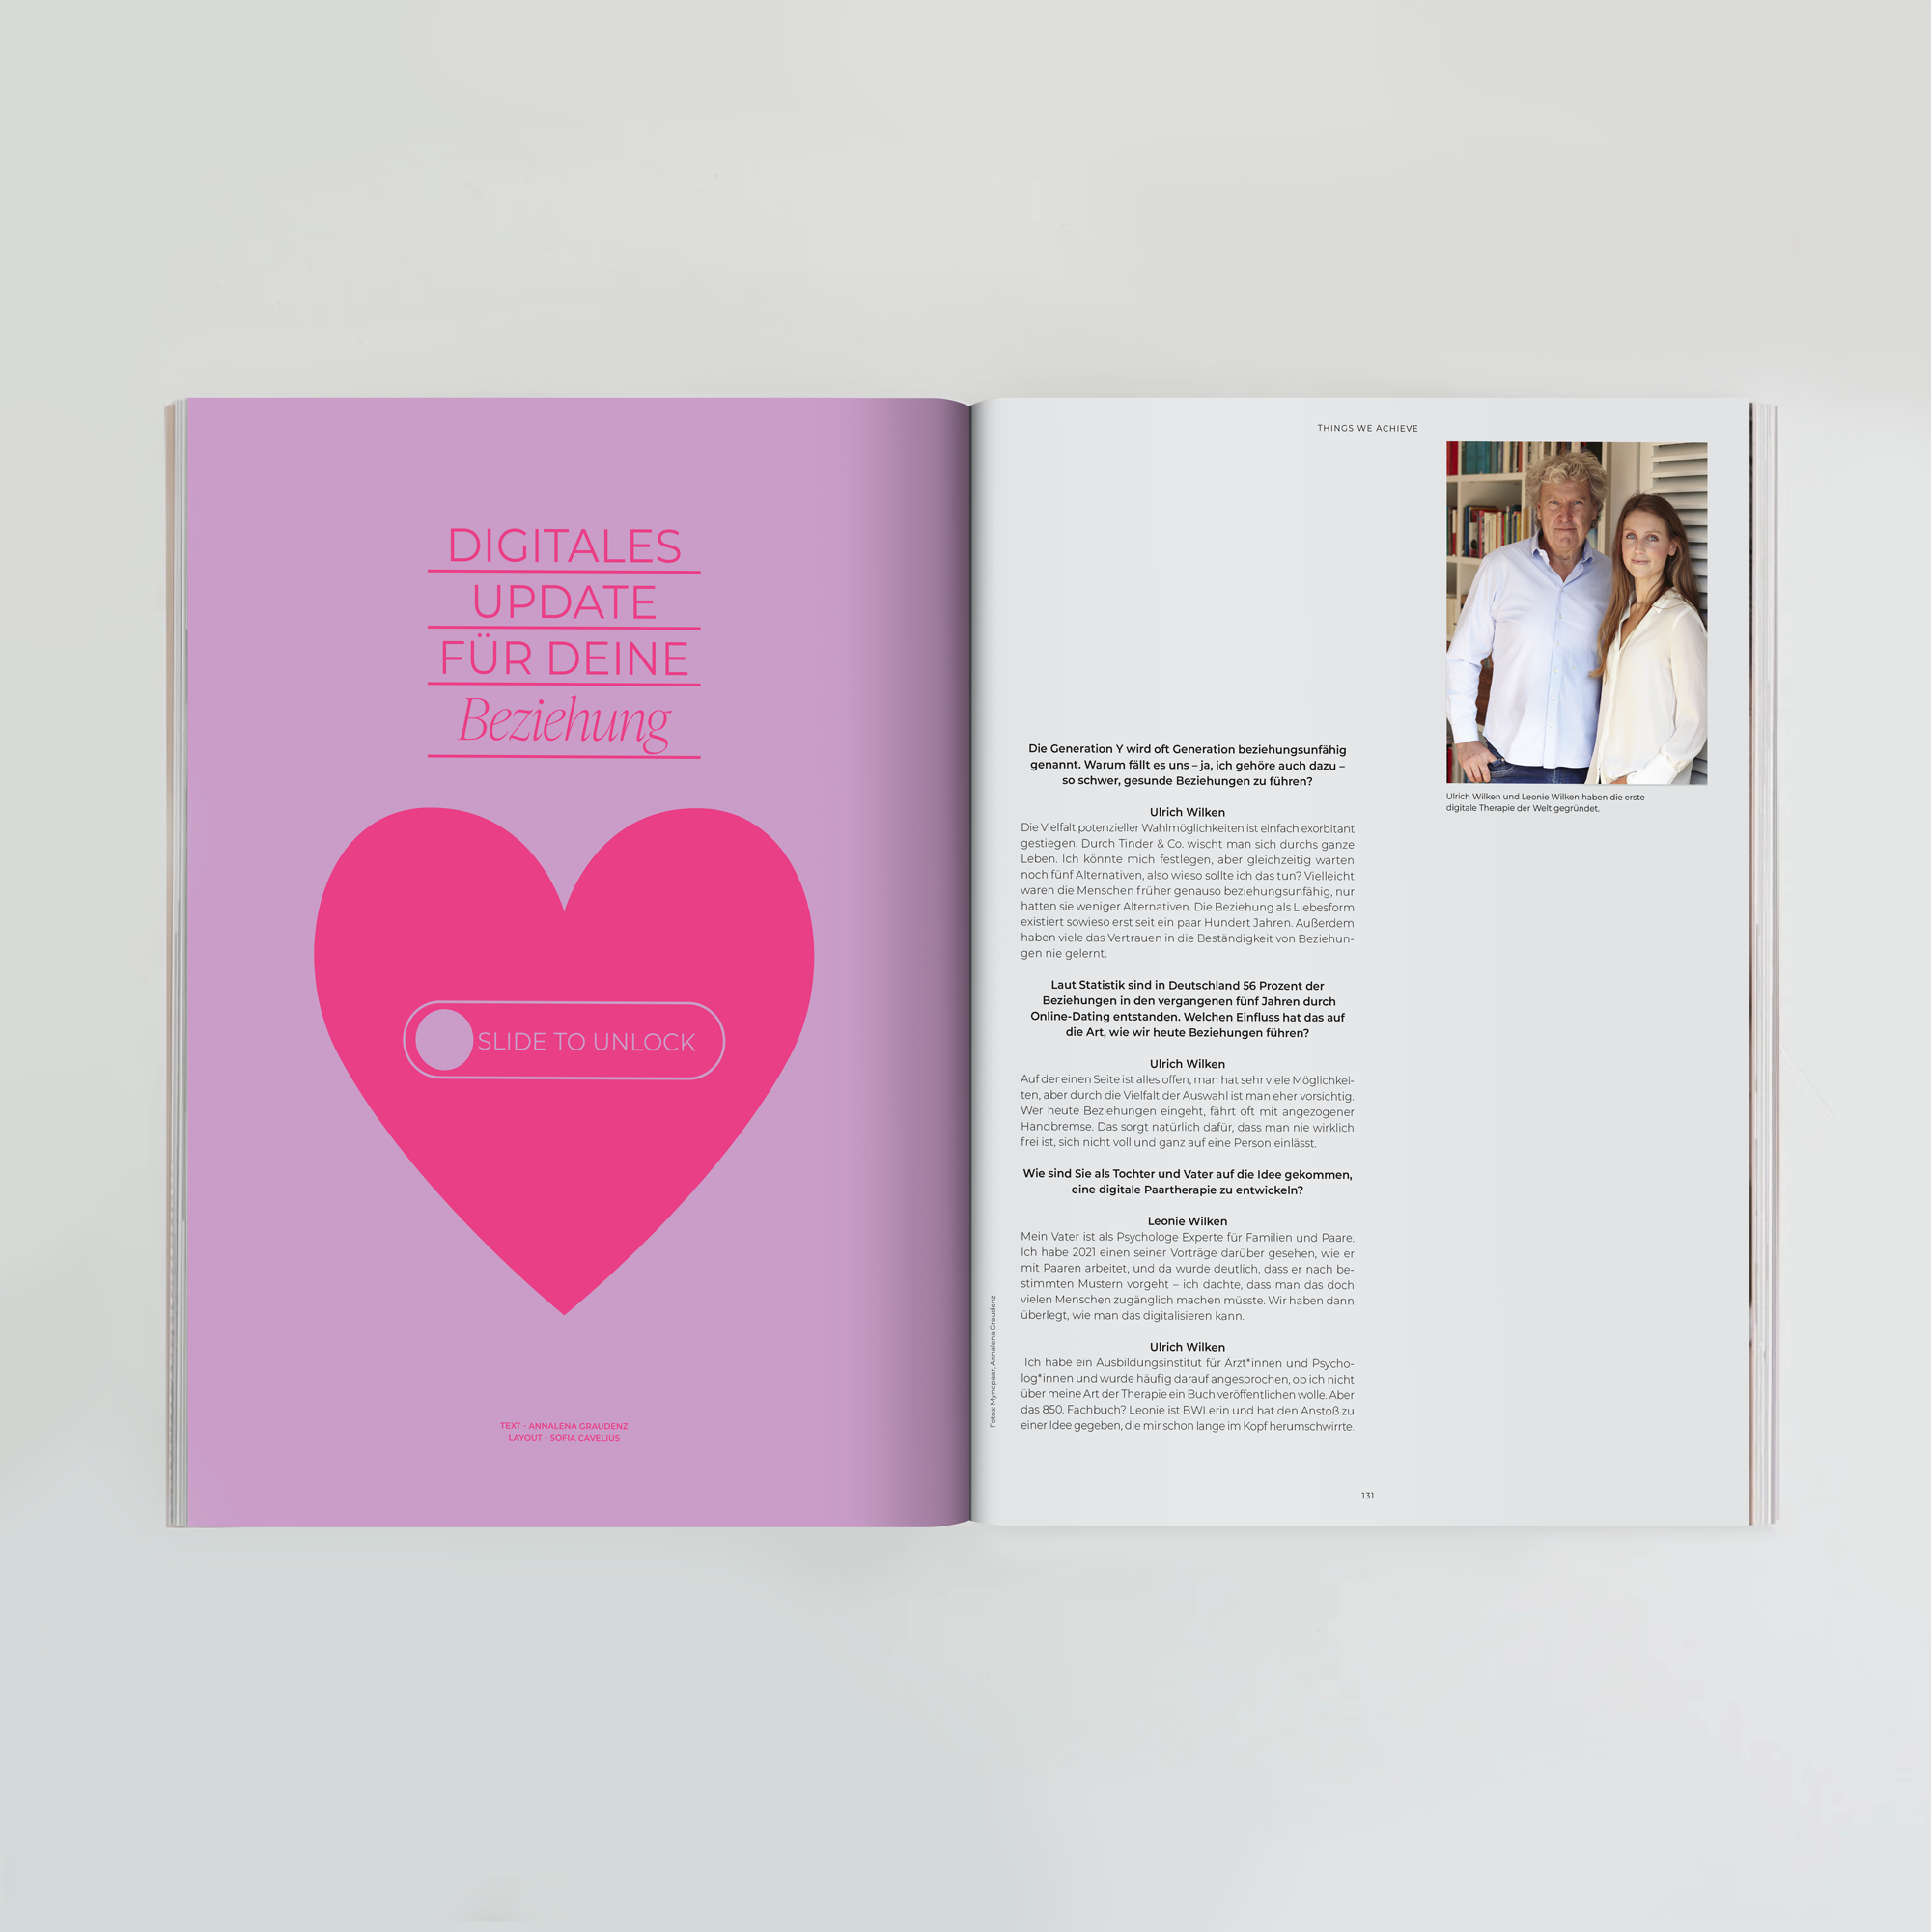 DIGITALES
UPDATE
FÜR DEINE
Beziehung
SLIDE TO UNLOCK
TEXT - ANNALENA GRAUDENZ
LAYOUT - SOFIA CAVELIUS
THINGS WE ACHIEVE
Ulrich Wilken und Leonie Wilken haben die erste
digitale Therapie der Welt gegründet.
Die Generation Y wird oft Generation beziehungsunfähig
genannt. Warum fällt es uns – ja, ich gehöre auch dazu –
so schwer, gesunde Beziehungen zu führen?
Ulrich Wilken
Die Vielfalt potenzieller Wahlmöglichkeiten ist einfach exorbitant
gestiegen. Durch Tinder & Co. wischt man sich durchs ganze
Leben. Ich könnte mich festlegen, aber gleichzeitig warten
noch fünf Alternativen, also wieso sollte ich das tun? Vielleicht
waren die Menschen früher genauso beziehungsunfähig, nur
hatten sie weniger Alternativen. Die Beziehung als Liebesform
existiert sowieso erst seit ein paar Hundert Jahren. Außerdem
haben viele das Vertrauen in die Beständigkeit von Beziehun-
gen nie gelernt.
Laut Statistik sind in Deutschland 56 Prozent der
Beziehungen in den vergangenen fünf Jahren durch
Online-Dating entstanden. Welchen Einfluss hat das auf
die Art, wie wir heute Beziehungen führen?
Ulrich Wilken
Auf der einen Seite ist alles offen, man hat sehr viele Möglichkei-
ten, aber durch die Vielfalt der Auswahl ist man eher vorsichtig.
Wer heute Beziehungen eingeht, fährt oft mit angezogener
Handbremse. Das sorgt natürlich dafür, dass man nie wirklich
frei ist, sich nicht voll und ganz auf eine Person einlässt.
Wie sind Sie als Tochter und Vater auf die Idee gekommen,
eine digitale Paartherapie zu entwickeln?
Leonie Wilken
Mein Vater ist als Psychologe Experte für Familien und Paare.
Ich habe 2021 einen seiner Vorträge darüber gesehen, wie er
mit Paaren arbeitet, und da wurde deutlich, dass er nach be-
stimmten Mustern vorgeht – ich dachte, dass man das doch
vielen Menschen zugänglich machen müsste. Wir haben dann
überlegt, wie man das digitalisieren kann.
Ulrich Wilken
Ich habe ein Ausbildungsinstitut für Ärzt*innen und Psycho-
log*innen und wurde häufig darauf angesprochen, ob ich nicht
über meine Art der Therapie ein Buch veröffentlichen wolle. Aber
das 850. Fachbuch? Leonie ist BWLerin und hat den Anstoß zu
einer Idee gegeben, die mir schon lange im Kopf herumschwirrte.
Fotos: Myndpaar, Annalena Graudenz
131